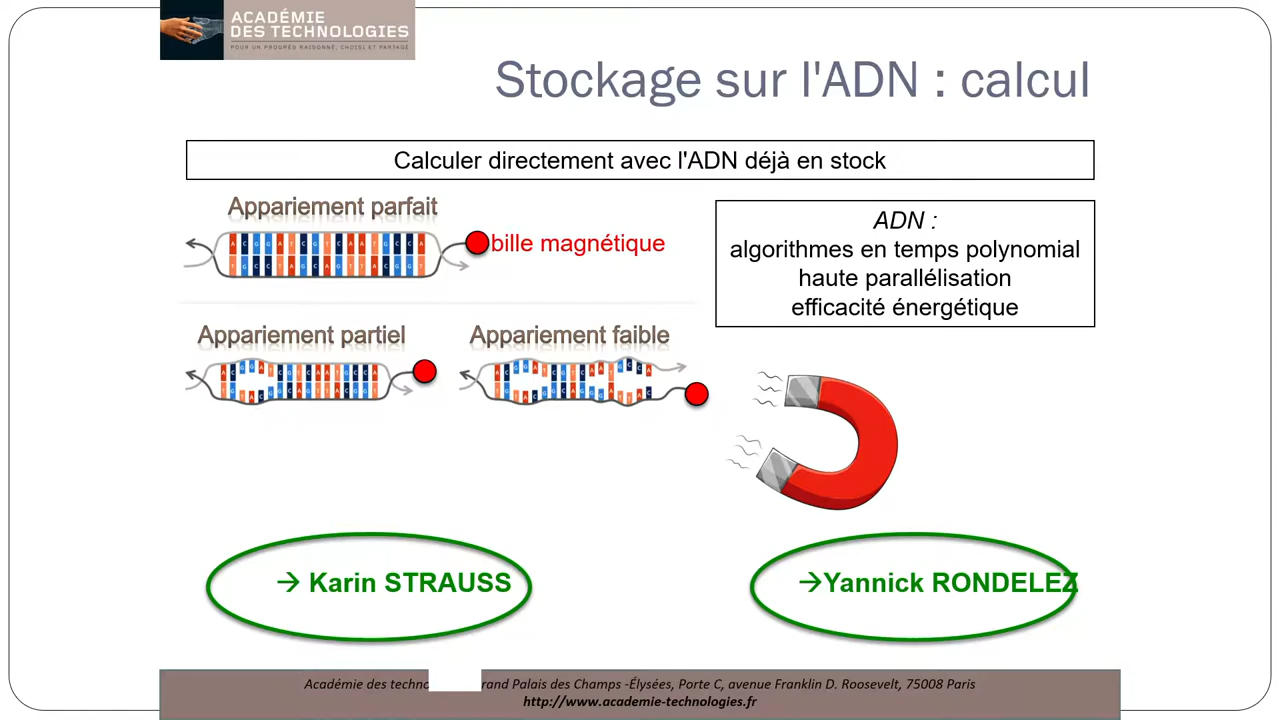 ACADÉMIE
DES TECHNOLOGIES
POUR UN PROGRÈS RAISONNÉ, CHOISI ET PARTAGÉ
Stockage sur l'ADN : calcul
Calculer directement avec l'ADN déjà en stock
Appariement parfait
bille magnétique
A C G G A T C G T C A A T G C C A
T G C C T A G C A G T T A C G G T
ADN :
algorithmes en temps polynomial
haute parallélisation
efficacité énergétique
Appariement partiel
Appariement faible
→ Karin STRAUSS
→Yannick RONDELEZ
Académie des techno rand Palais des Champs -Élysées, Porte C, avenue Franklin D. Roosevelt, 75008 Paris
http://www.academie-technologies.fr